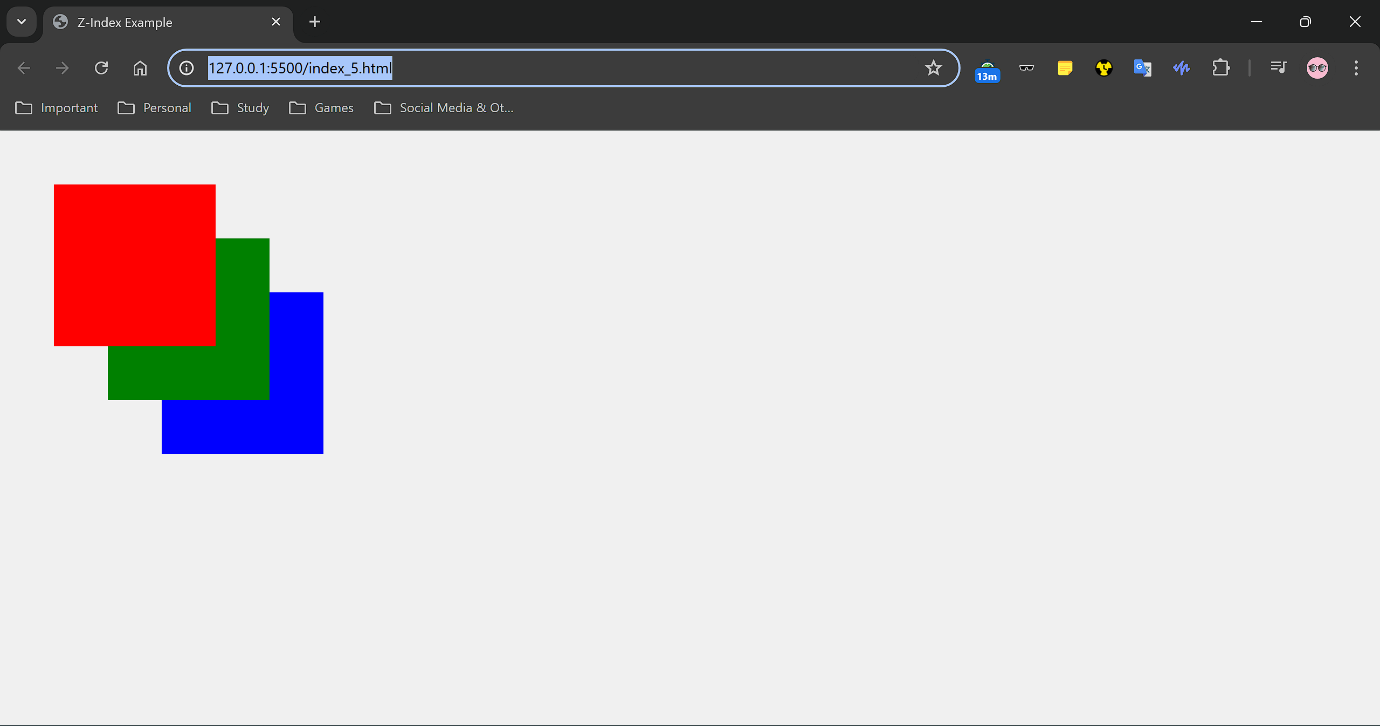 Z-Index Example
127.0.0.1:5500/index_5.html
13m
G
Important Personal Study Games Social Media & Ot...